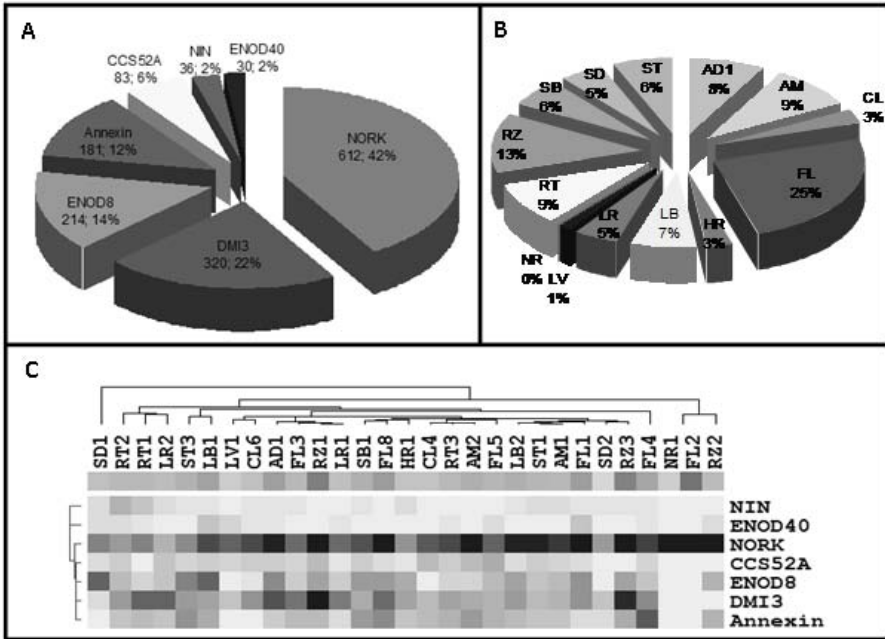 A
CCS52A
83; 6%
NIN
36; 2%
ENOD40
30; 2%
NORK
612; 42%
Annexin
181; 12%
ENOD8
214; 14%
DMI3
320; 22%
B
ST
6%
AD1
8%
AM
9%
CL
3%
SD
5%
SB
6%
RZ
13%
FL
25%
RT
9%
LR
5%
LB
7%
HR
3%
NR
0%
LV
1%
C
SD1 RT2 RT1 LR2 ST3 LB1 LV1 CL6 AD1 FL3 RZ1 LR1 SB1 FL8 HR1 CL4 RT3 AM2 FL5 LB2 ST1 AM1 FL1 SD2 RZ3 FL4 NR1 FL2 RZ2
NIN
ENOD40
NORK
CCS52A
ENOD8
DMI3
Annexin